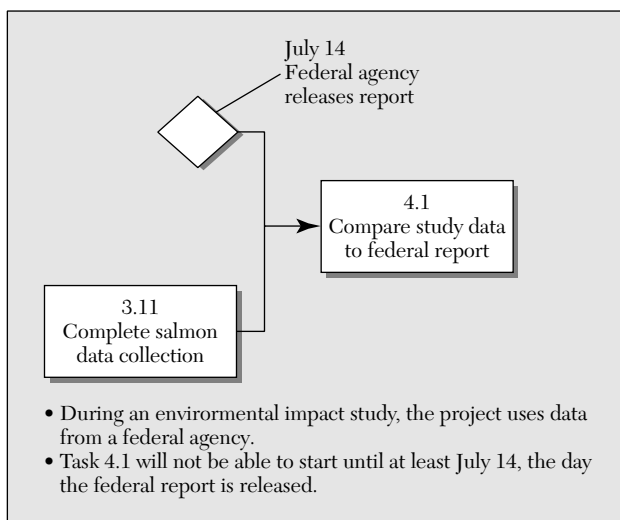 July 14
Federal agency
releases report
4.1
Compare study data
to federal report
3.11
Complete salmon
data collection
• During an envirormental impact study, the project uses data
from a federal agency.
• Task 4.1 will not be able to start until at least July 14, the day
the federal report is released.